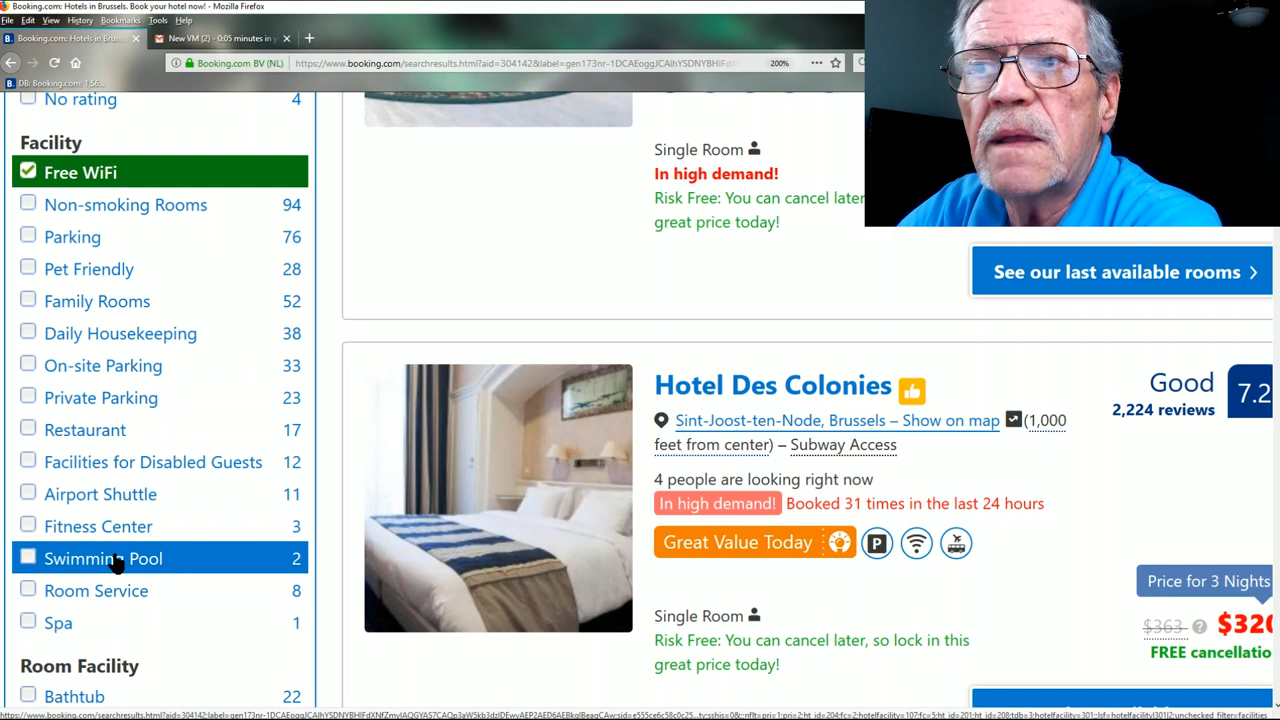 Booking.com: Hotels in Brussels. Book your hotel now! - Mozilla Firefox
File Edit View History Bookmarks Tools Help
Booking.com: Hotels in Brusse
New VM (2) - 0:05 minutes in y
Booking.com BV (NL)
200%
DB: Booking.com: 1:56...
No rating 4
Facility
Free WiFi
Non-smoking Rooms 94
Parking 76
Pet Friendly 28
Family Rooms 52
Daily Housekeeping 38
On-site Parking 33
Private Parking 23
Restaurant 17
Facilities for Disabled Guests 12
Airport Shuttle 11
Fitness Center 3
Swimming Pool 2
Room Service 8
Spa 1
Room Facility
Bathtub 22
Single Room
In high demand!
Risk Free: You can cancel later
great price today!
See our last available rooms
Hotel Des Colonies
Good 7.2
2,224 reviews
Sint-Joost-ten-Node, Brussels – Show on map (1,000
feet from center) – Subway Access
4 people are looking right now
In high demand! Booked 31 times in the last 24 hours
Great Value Today P
Price for 3 Nights
Single Room
$363 ? $320
Risk Free: You can cancel later, so lock in this
great price today!
FREE cancellatio